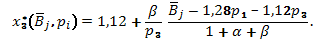 x₃*(B̅ⱼ, pᵢ) = 1,12 + β/p₃ · (B̅ⱼ − 1,28p₁ − 1,12p₃)/(1 + α + β).